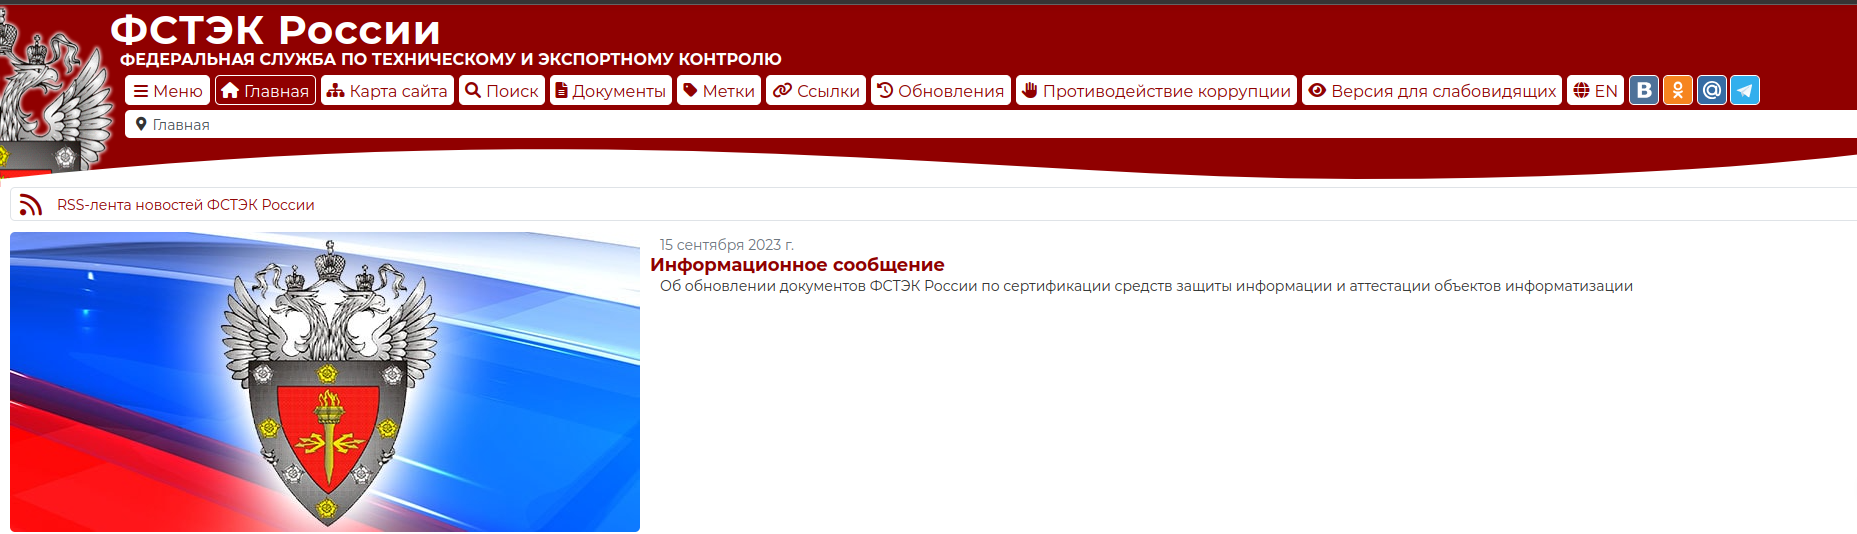 ФСТЭК России
ФЕДЕРАЛЬНАЯ СЛУЖБА ПО ТЕХНИЧЕСКОМУ И ЭКСПОРТНОМУ КОНТРОЛЮ
Меню Главная Карта сайта Поиск Документы Метки Ссылки Обновления Противодействие коррупции Версия для слабовидящих EN
Главная
RSS-лента новостей ФСТЭК России
15 сентября 2023 г.
Информационное сообщение
Об обновлении документов ФСТЭК России по сертификации средств защиты информации и аттестации объектов информатизации